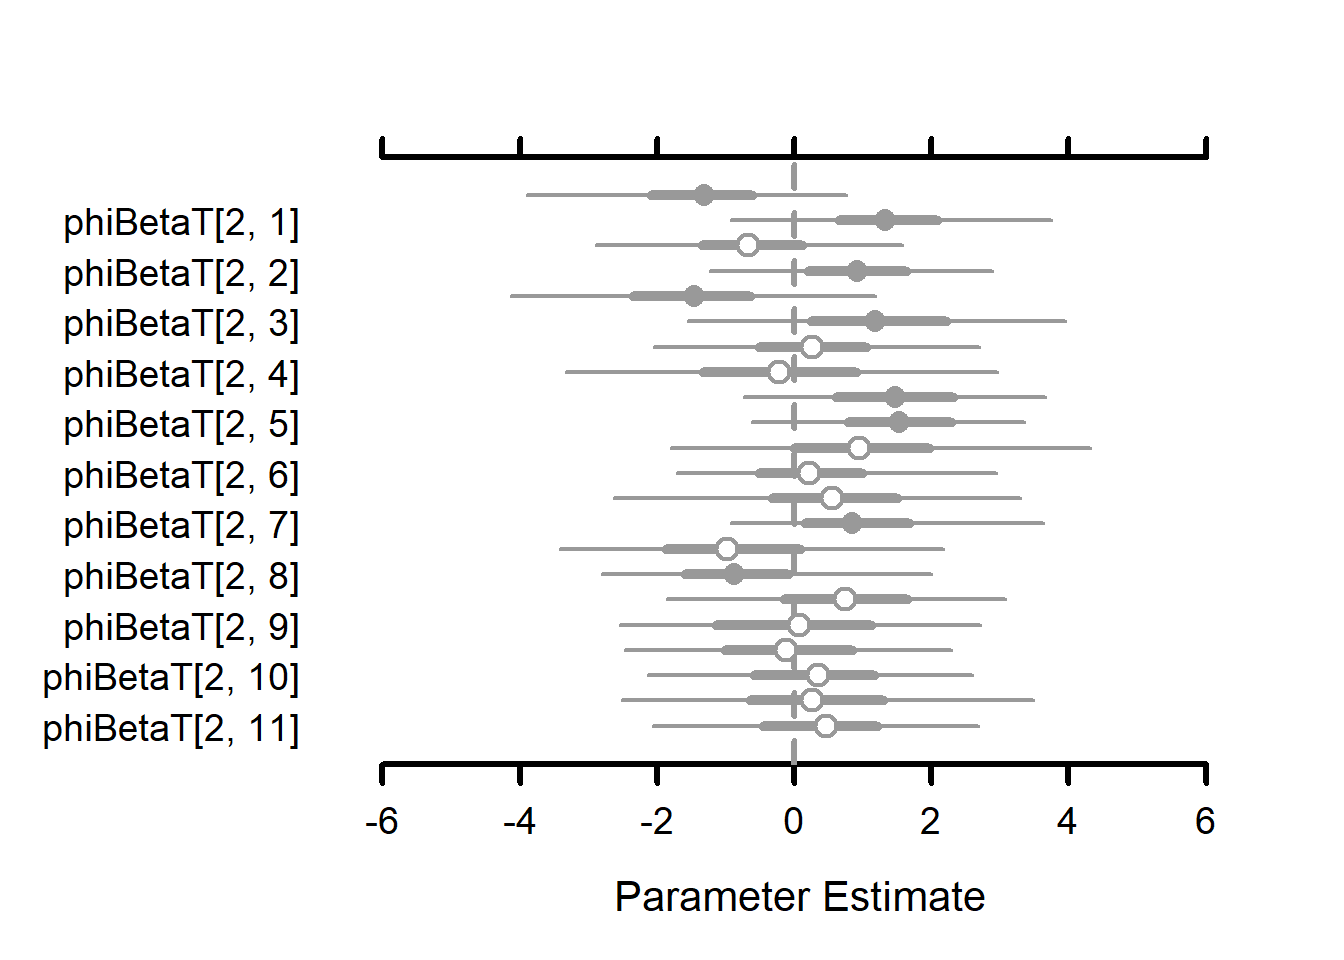 phiBetaT[2, 1]
phiBetaT[2, 2]
phiBetaT[2, 3]
phiBetaT[2, 4]
phiBetaT[2, 5]
phiBetaT[2, 6]
phiBetaT[2, 7]
phiBetaT[2, 8]
phiBetaT[2, 9]
phiBetaT[2, 10]
phiBetaT[2, 11]
-6 -4 -2 0 2 4 6
Parameter Estimate